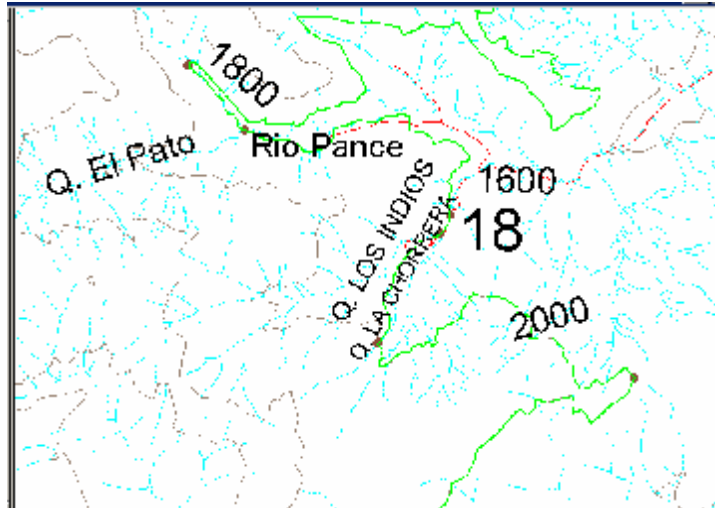 1800
Q. El Pato
Rio Pance
1600
18
Q. LOS INDIOS
Q. LA CHORRERA
2000